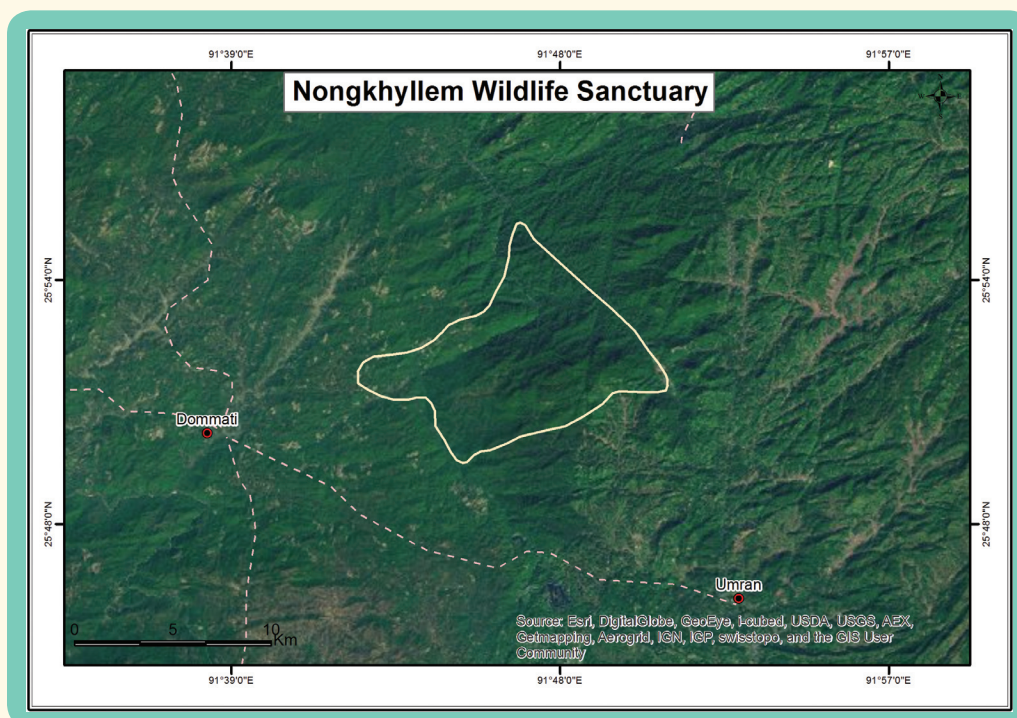 91°39'0"E
91°48'0"E
91°57'0"E
Nongkhyllem Wildlife Sanctuary
25°54'0"N
25°54'0"N
Dommati
25°48'0"N
25°48'0"N
Umran
0 5 10
Km
Source: Esri, DigitalGlobe, GeoEye, i-cubed, USDA, USGS, AEX,
Getmapping, Aerogrid, IGN, IGP, swisstopo, and the GIS User
Community
91°39'0"E
91°48'0"E
91°57'0"E